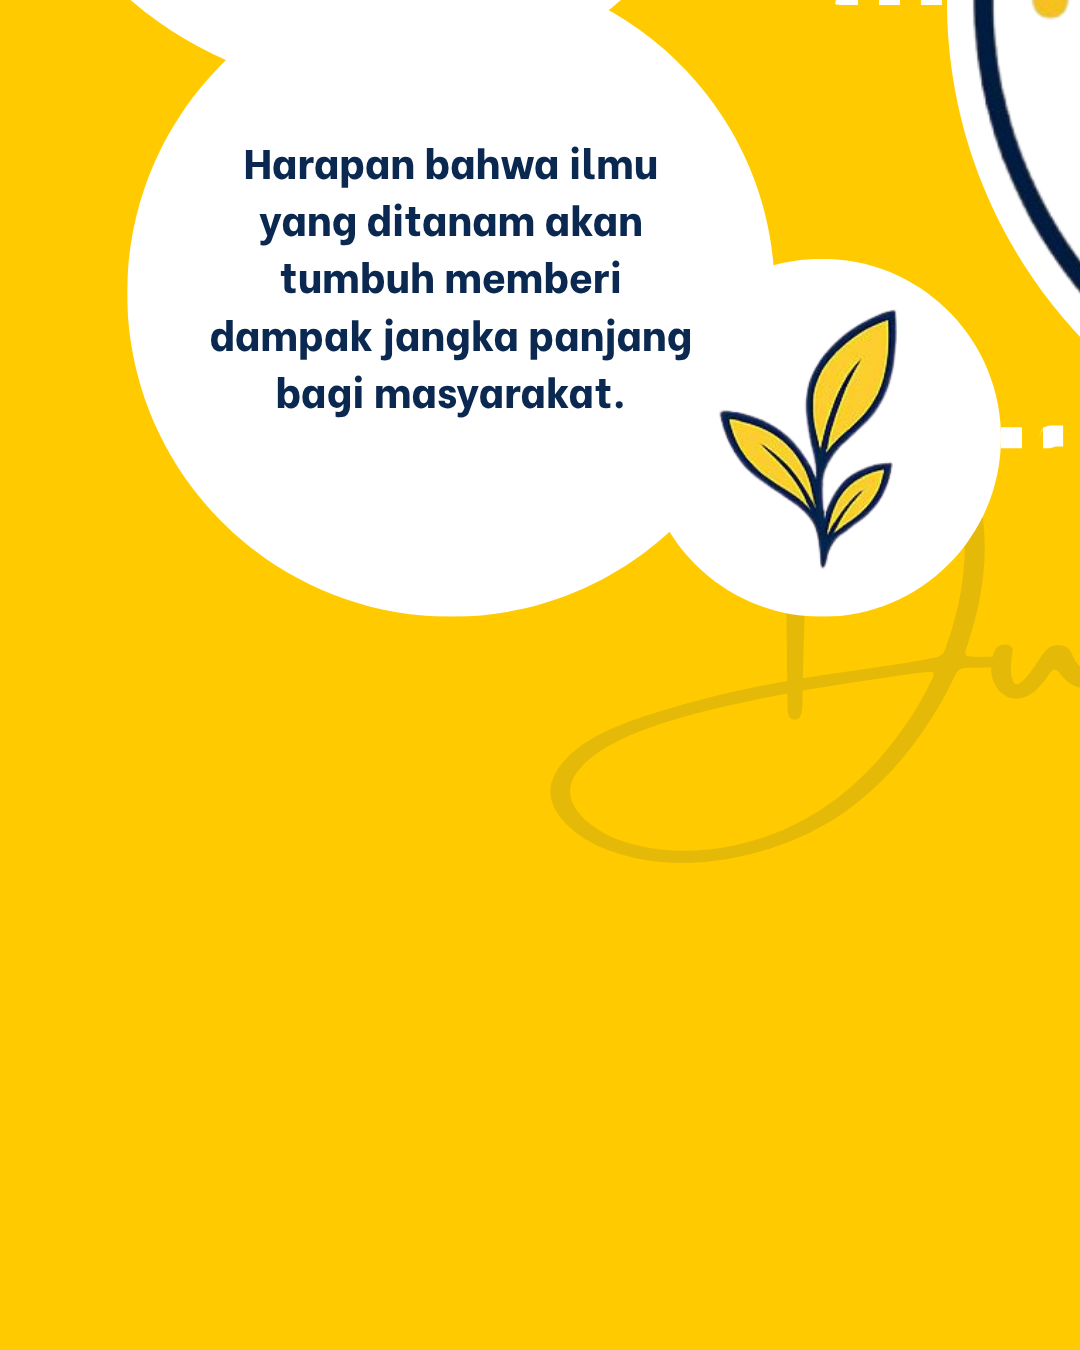 Harapan bahwa ilmu
yang ditanam akan
tumbuh memberi
dampak jangka panjang
bagi masyarakat.